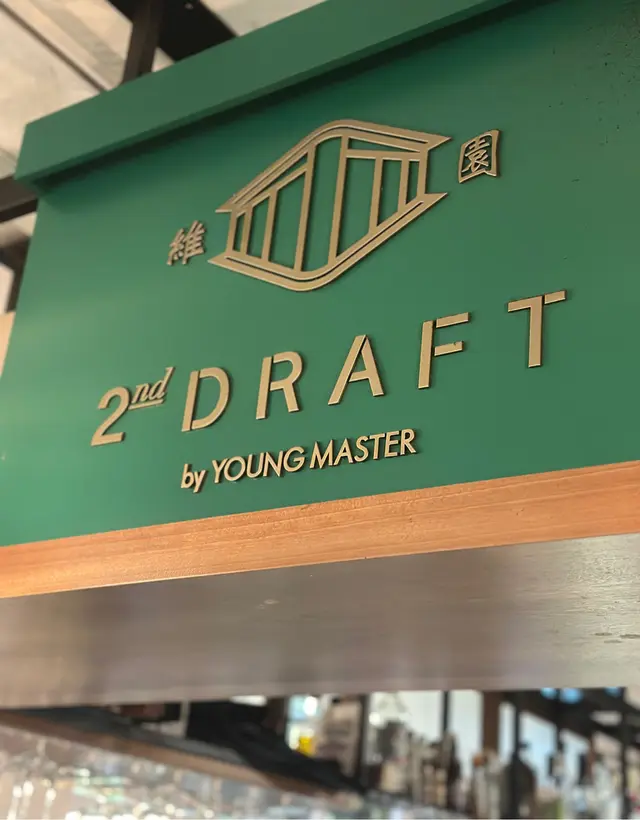 維 園
2nd DRAFT
by YOUNG MASTER